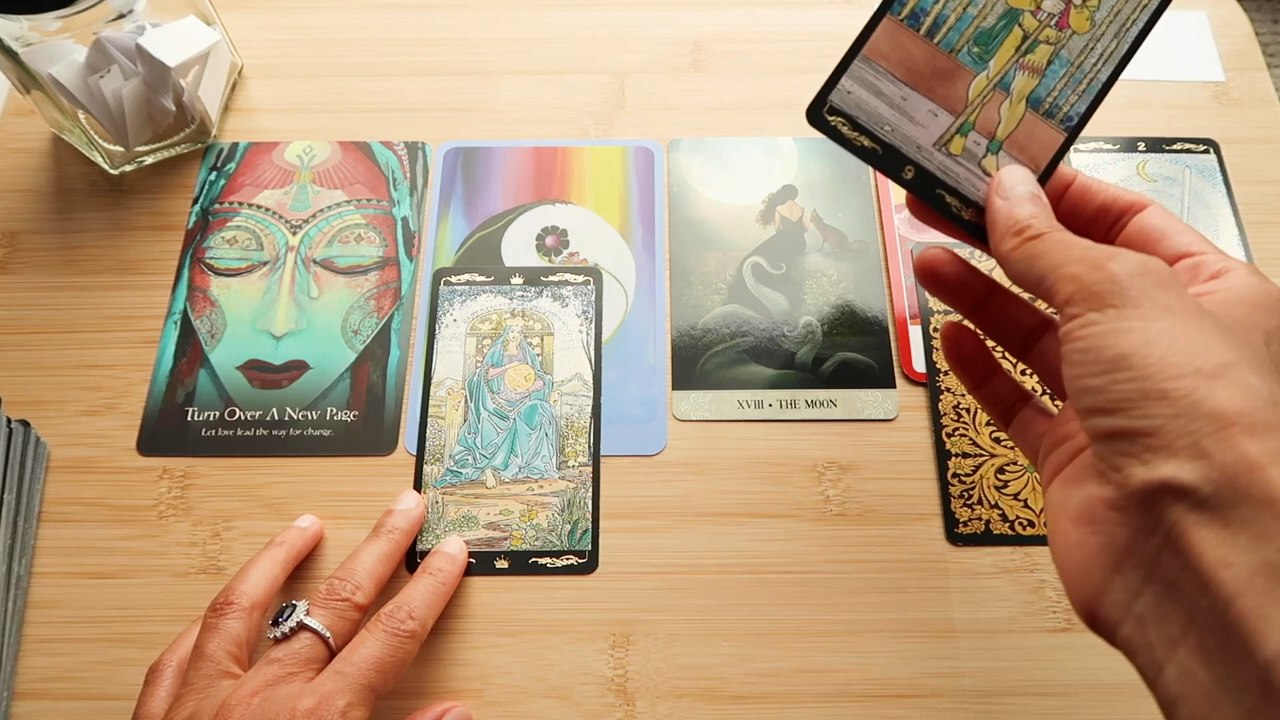 Turn Over A New Page
Let love lead the way for change.
XVIII • THE MOON
9
2